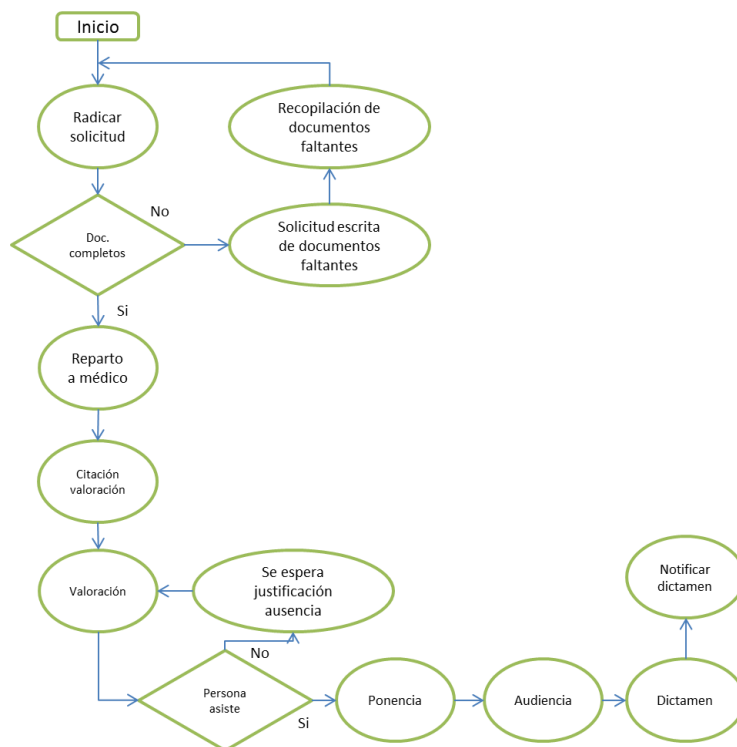 Inicio
Radicar
solicitud
Recopilación de
documentos
faltantes
No
Doc.
completos
Solicitud escrita
de documentos
faltantes
Si
Reparto
a médico
Citación
valoración
Valoración
Se espera
justificación
ausencia
Notificar
dictamen
No
Persona
asiste
Si
Ponencia
Audiencia
Dictamen